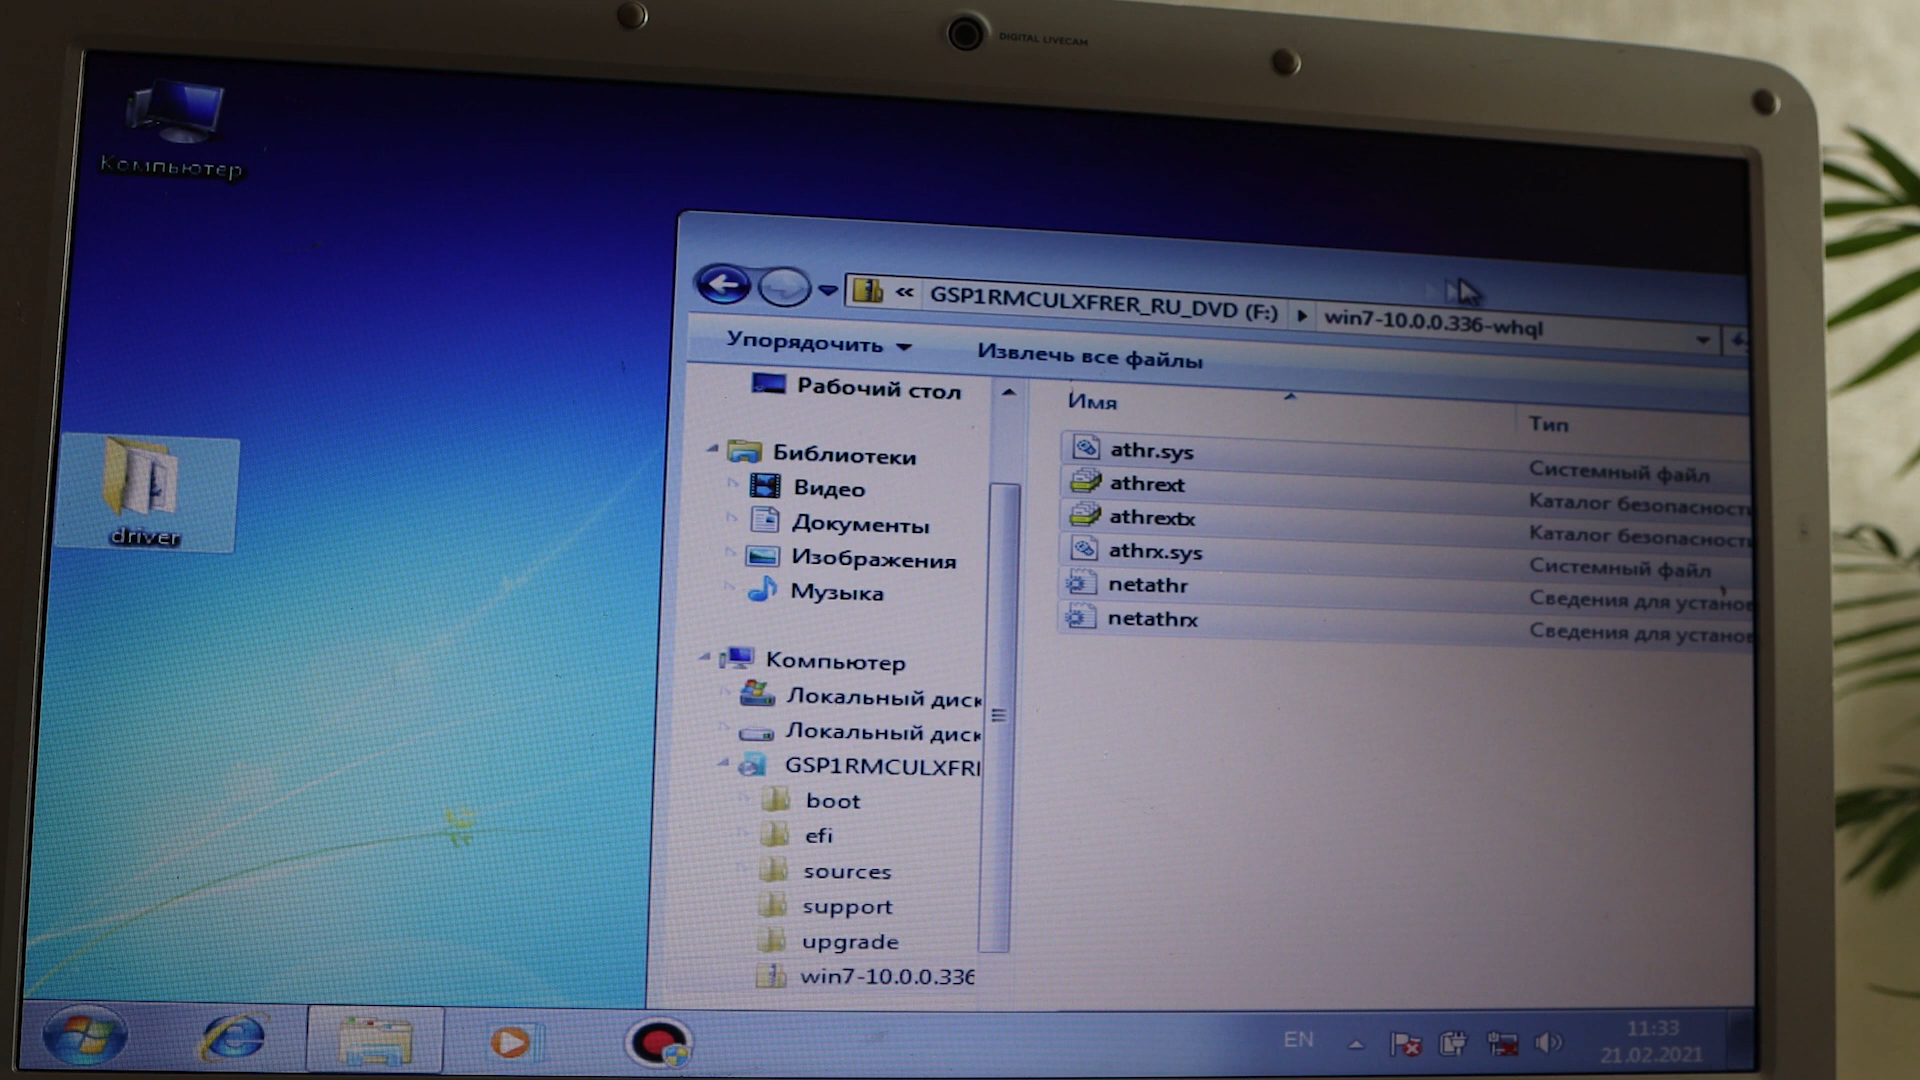 DIGITAL LIVECAM
Компьютер
driver
« GSP1RMCULXFRER_RU_DVD (F:) ▸ win7-10.0.0.336-whql
Упорядочить Извлечь все файлы
Рабочий стол
Библиотеки
Видео
Документы
Изображения
Музыка
Компьютер
Локальный диск
Локальный диск
GSP1RMCULXFRI
boot
efi
sources
support
upgrade
win7-10.0.0.336
Имя Тип
athr.sys Системный файл
athrext Каталог безопасност
athrextx Каталог безопасност
athrx.sys Системный файл
netathr Сведения для устано
netathrx Сведения для устано
EN
11:33
21.02.2021